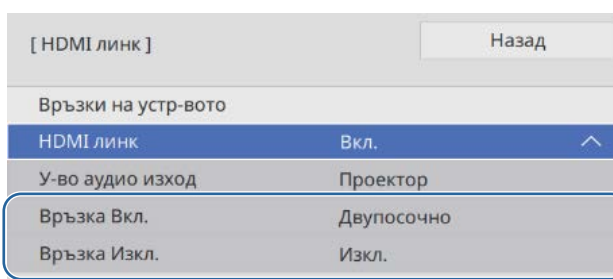 [ HDMI линк ]
Назад
Връзки на устр-вото
HDMI линк Вкл.
У-во аудио изход Проектор
Връзка Вкл. Двупосочно
Връзка Изкл. Изкл.